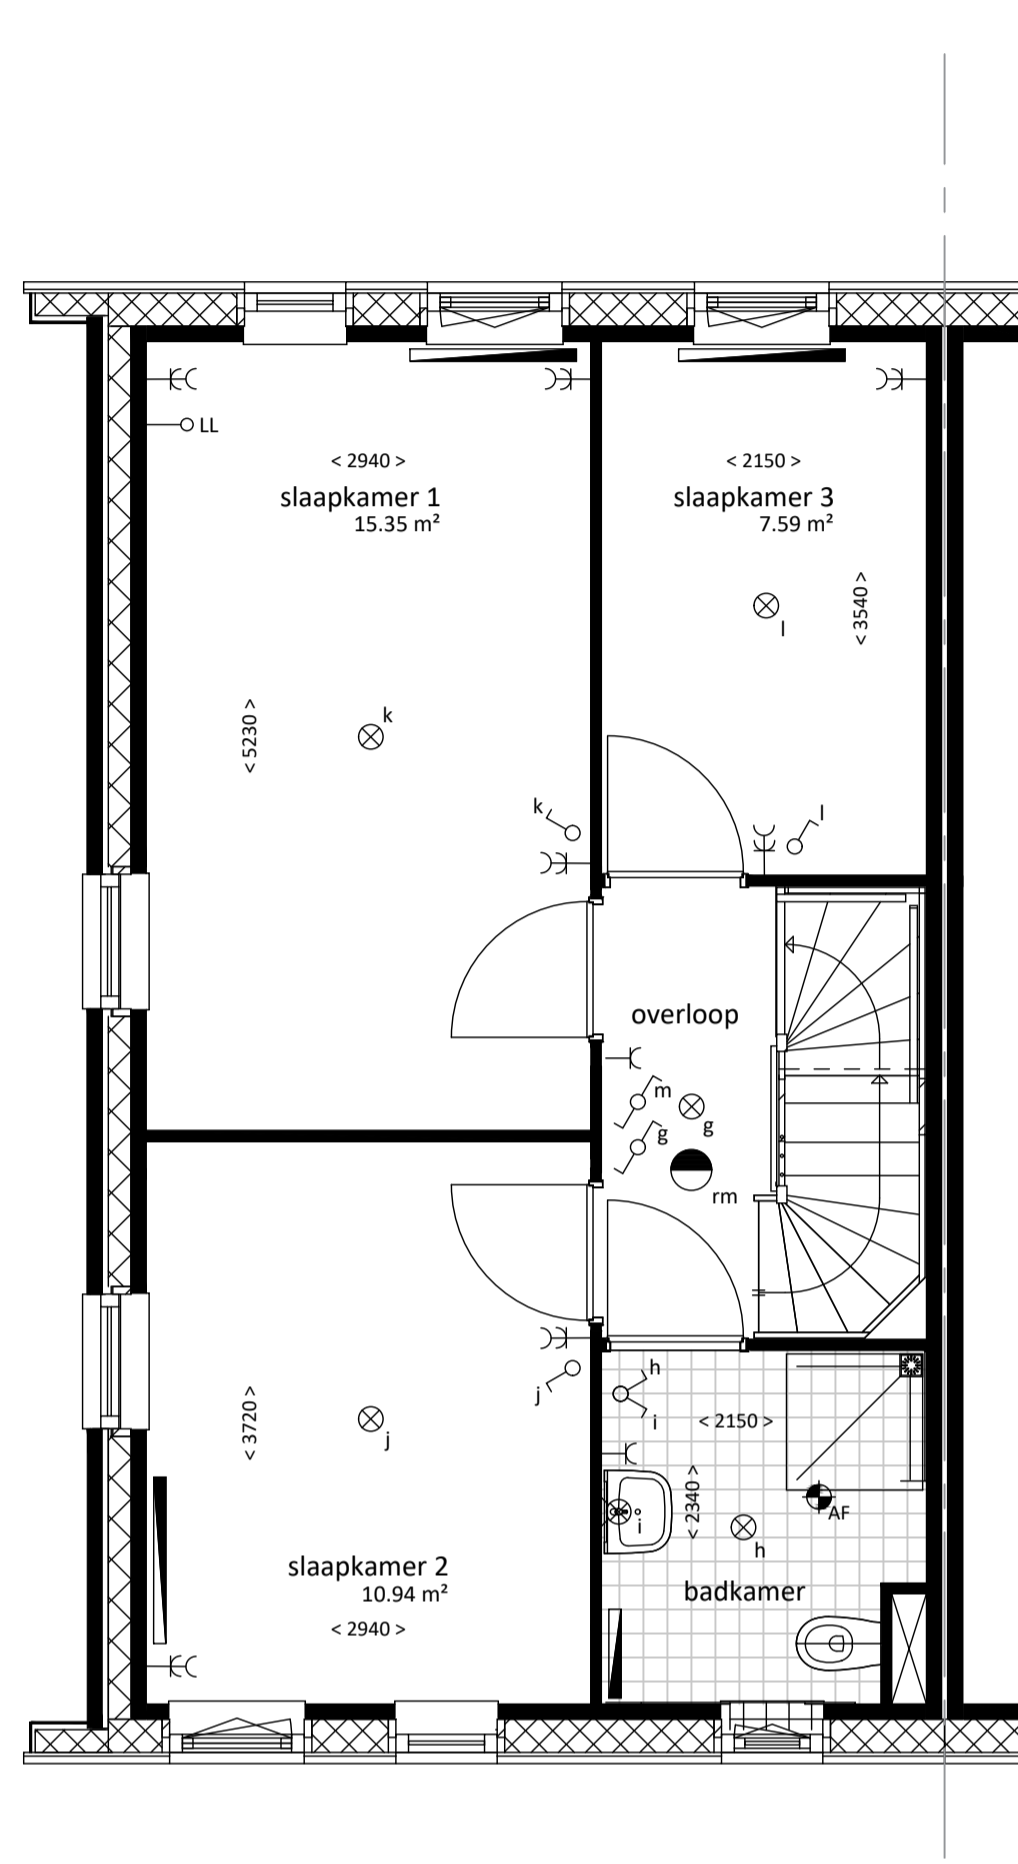 LL
< 2940 >
slaapkamer 1
15.35 m²
< 2150 >
slaapkamer 3
7.59 m²
< 3540 >
l
< 5230 >
k
k
l
overloop
m
g
g
rm
j
< 3720 >
j
h
i
< 2150 >
< 2340 >
AF
i
h
slaapkamer 2
10.94 m²
< 2940 >
badkamer